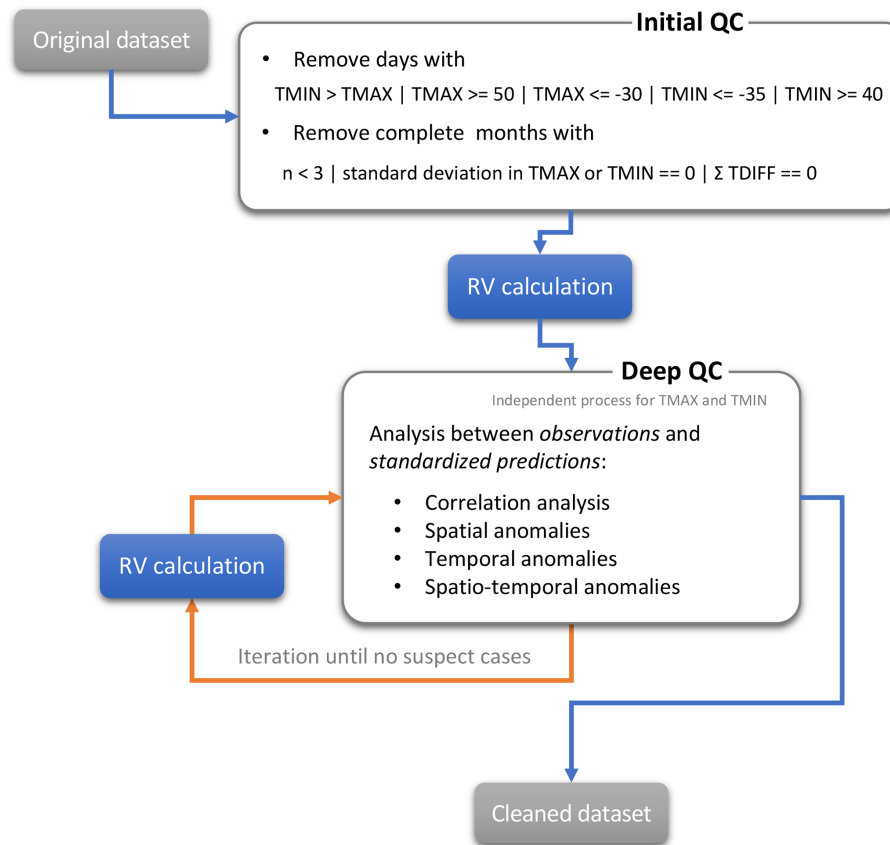 Original dataset
Initial QC
• Remove days with
TMIN > TMAX | TMAX >= 50 | TMAX <= -30 | TMIN <= -35 | TMIN >= 40
• Remove complete months with
n < 3 | standard deviation in TMAX or TMIN == 0 | Σ TDIFF == 0
RV calculation
Deep QC
Independent process for TMAX and TMIN
Analysis between observations and
standardized predictions:
• Correlation analysis
• Spatial anomalies
• Temporal anomalies
• Spatio-temporal anomalies
RV calculation
Iteration until no suspect cases
Cleaned dataset